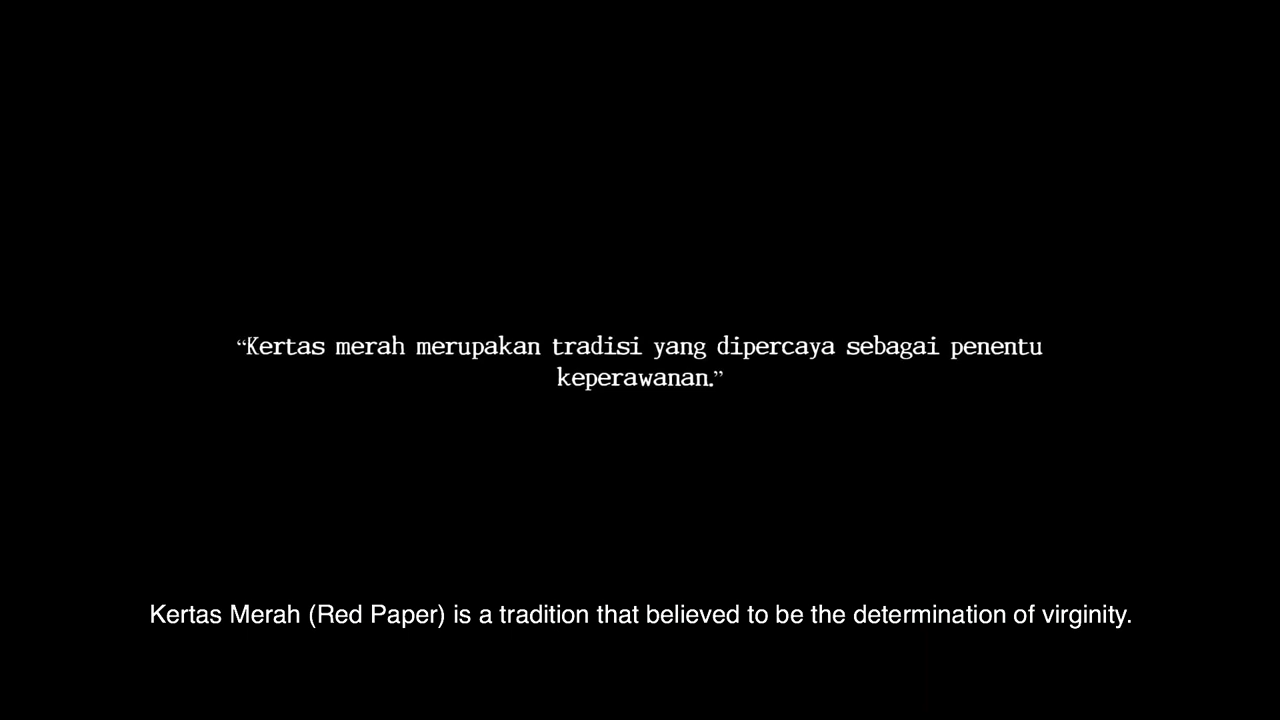 “Kertas merah merupakan tradisi yang dipercaya sebagai penentu
keperawanan.”
Kertas Merah (Red Paper) is a tradition that believed to be the determination of virginity.